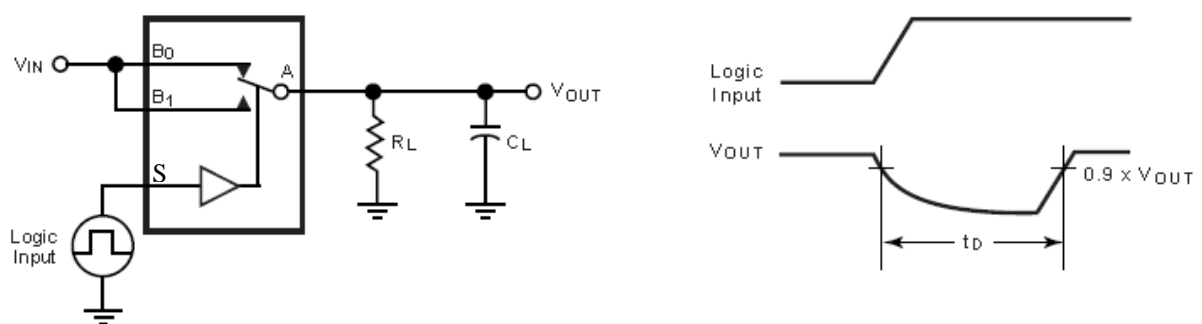 VIN
B0
B1
A
S
VOUT
RL
CL
Logic
Input
Logic
Input
VOUT
0.9 x VOUT
tD